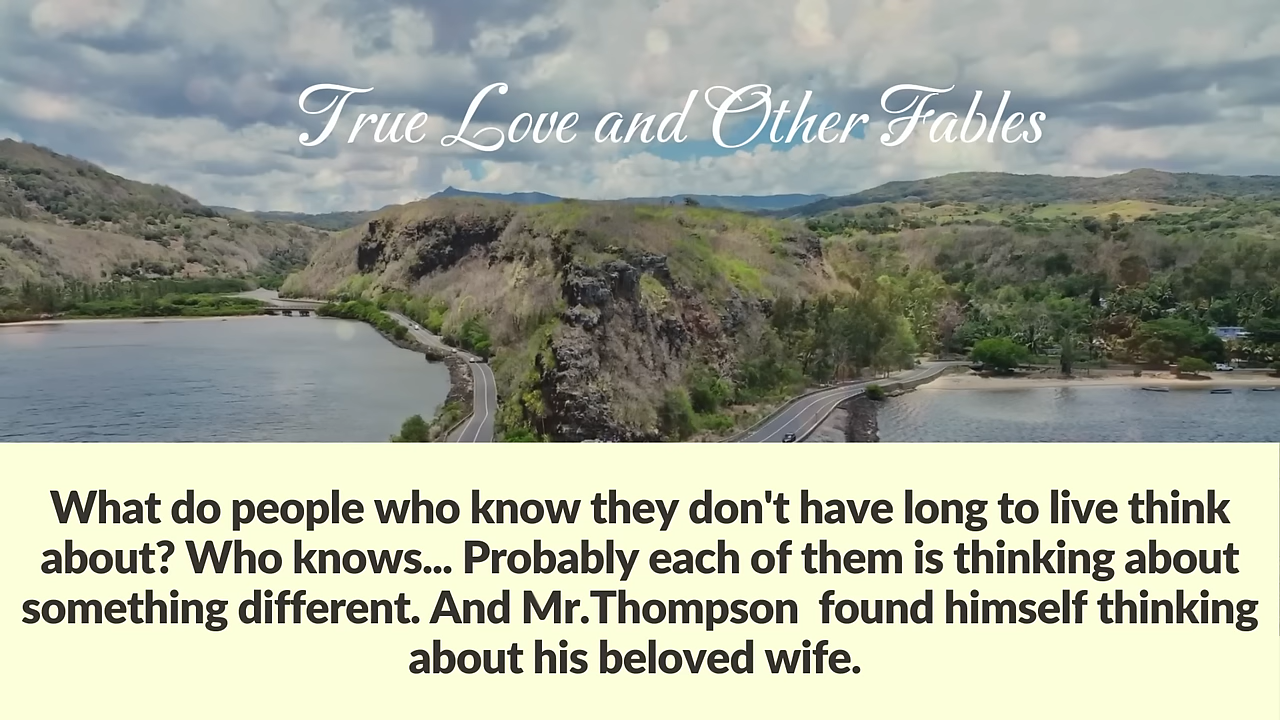 True Love and Other Fables
What do people who know they don't have long to live think
about? Who knows... Probably each of them is thinking about
something different. And Mr.Thompson  found himself thinking
about his beloved wife.